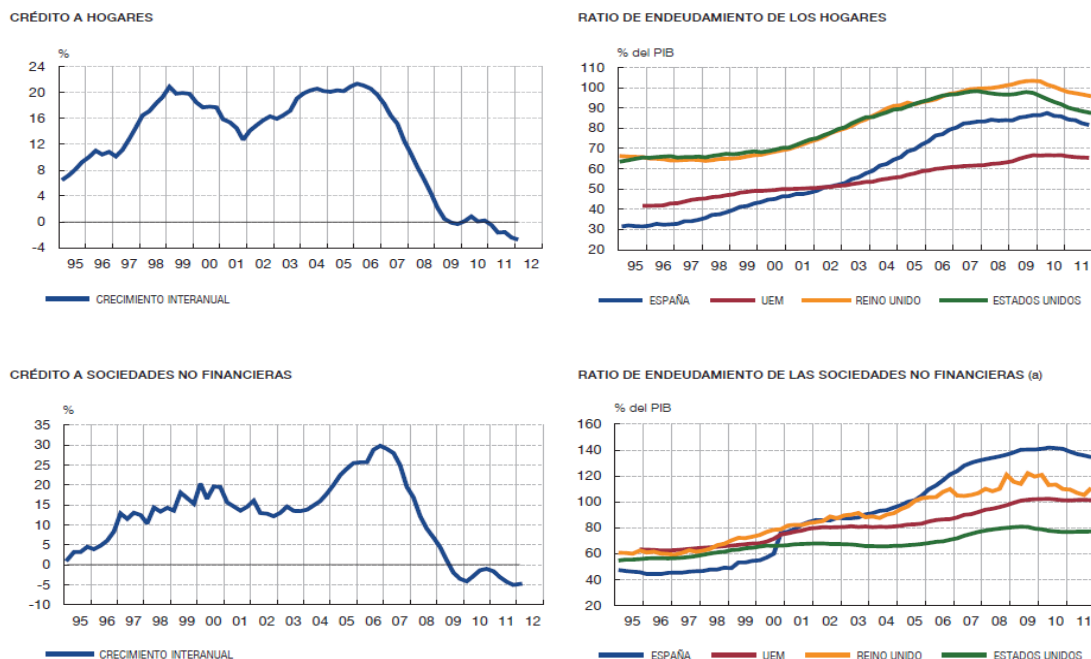 CRÉDITO A HOGARES
%
24
20
16
12
8
4
0
-4
95 96 97 98 99 00 01 02 03 04 05 06 07 08 09 10 11 12
CRECIMIENTO INTERANUAL
RATIO DE ENDEUDAMIENTO DE LOS HOGARES
% del PIB
110
100
90
80
70
60
50
40
30
20
95 96 97 98 99 00 01 02 03 04 05 06 07 08 09 10 11
ESPAÑA UEM REINO UNIDO ESTADOS UNIDOS
CRÉDITO A SOCIEDADES NO FINANCIERAS
%
35
30
25
20
15
10
5
0
-5
-10
95 96 97 98 99 00 01 02 03 04 05 06 07 08 09 10 11 12
CRECIMIENTO INTERANUAL
RATIO DE ENDEUDAMIENTO DE LAS SOCIEDADES NO FINANCIERAS (a)
% del PIB
160
140
120
100
80
60
40
20
95 96 97 98 99 00 01 02 03 04 05 06 07 08 09 10 11
ESPAÑA UEM REINO UNIDO ESTADOS UNIDOS